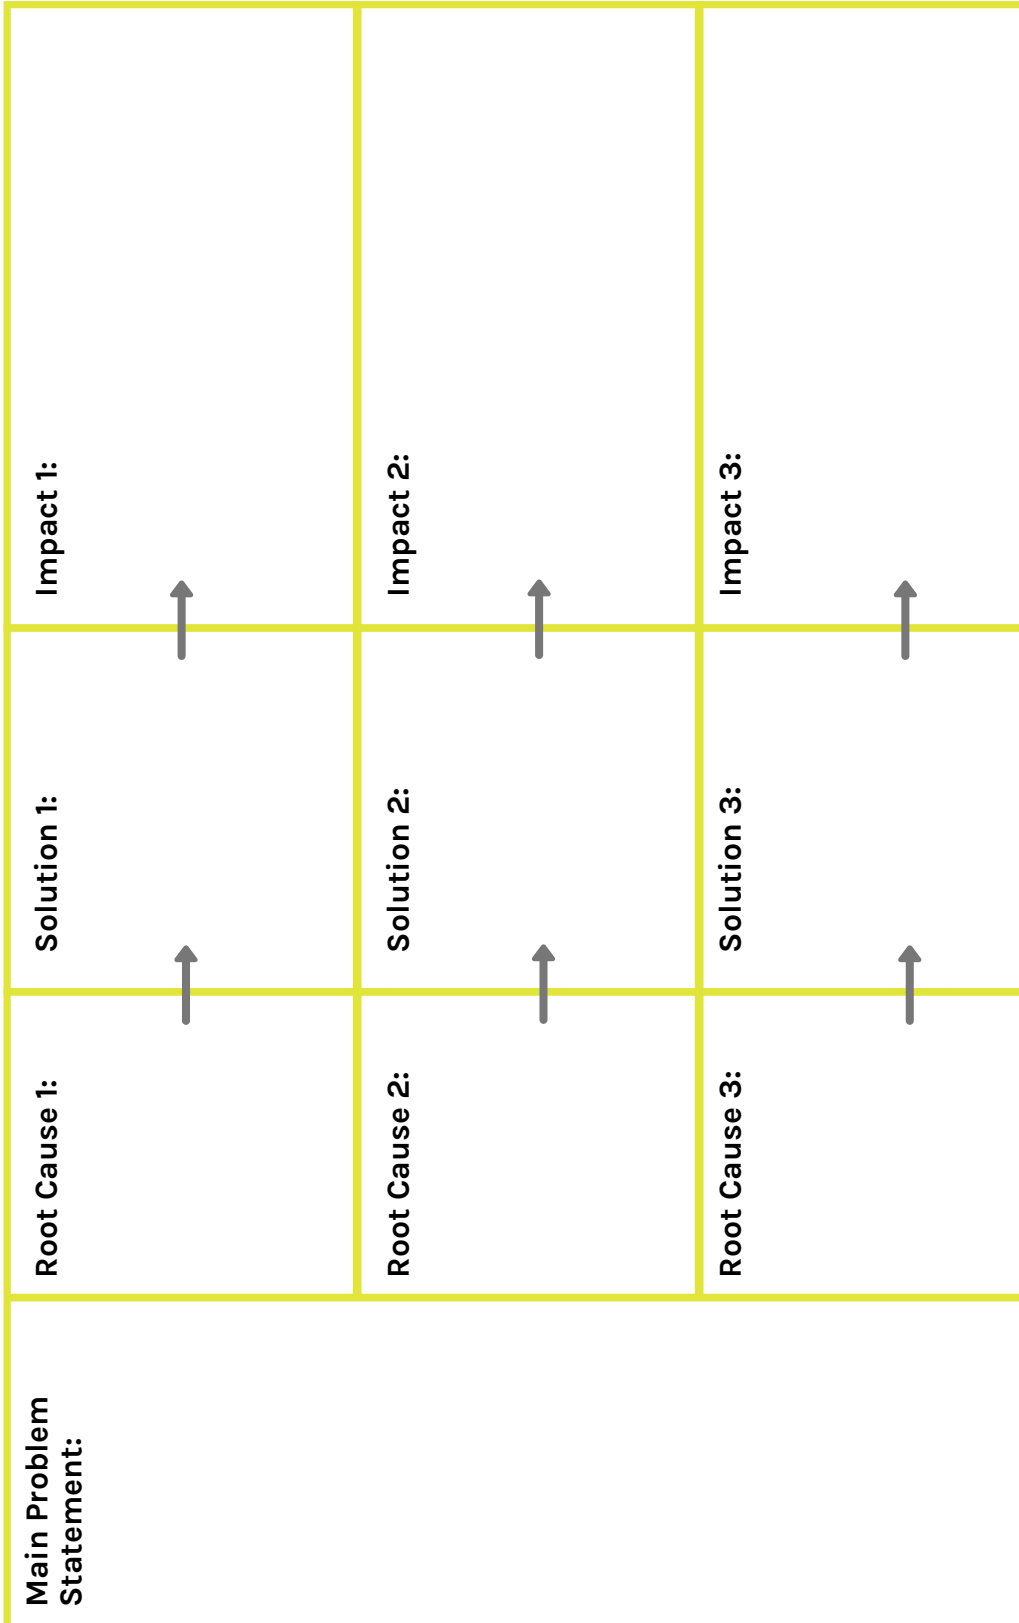 Main Problem
Statement:
Root Cause 1:
Solution 1:
Impact 1:
Root Cause 2:
Solution 2:
Impact 2:
Root Cause 3:
Solution 3:
Impact 3: